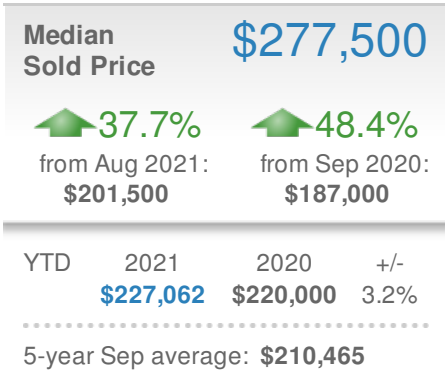 Median
Sold Price
$277,500
37.7% 48.4%
from Aug 2021: from Sep 2020:
$201,500 $187,000
YTD 2021 2020 +/-
$227,062 $220,000 3.2%
5-year Sep average: $210,465